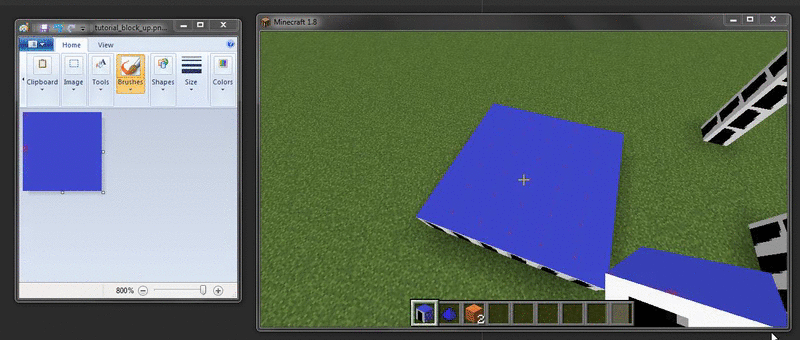 tutorial_block_up.pn...
Home View
Clipboard Image Tools Brushes Shapes Size Colors
800%
Minecraft 1.8
2